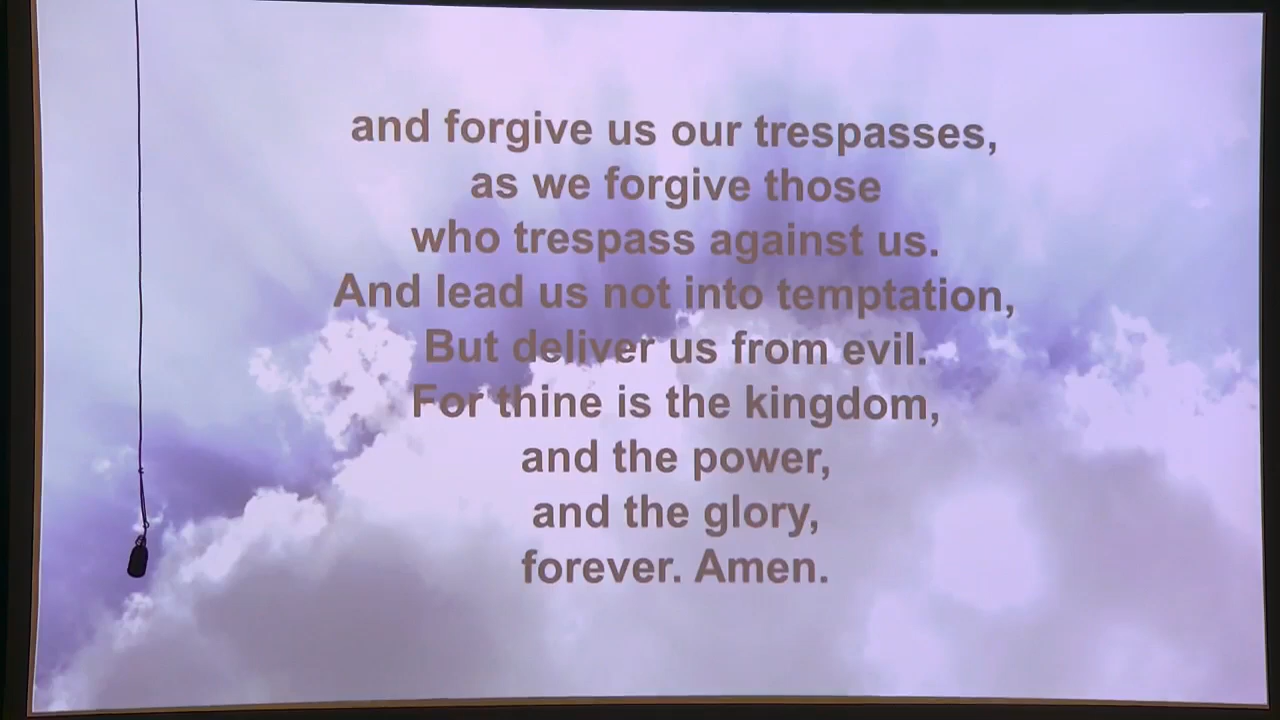 and forgive us our trespasses,
as we forgive those
who trespass against us.
And lead us not into temptation,
But deliver us from evil.
For thine is the kingdom,
and the power,
and the glory,
forever. Amen.